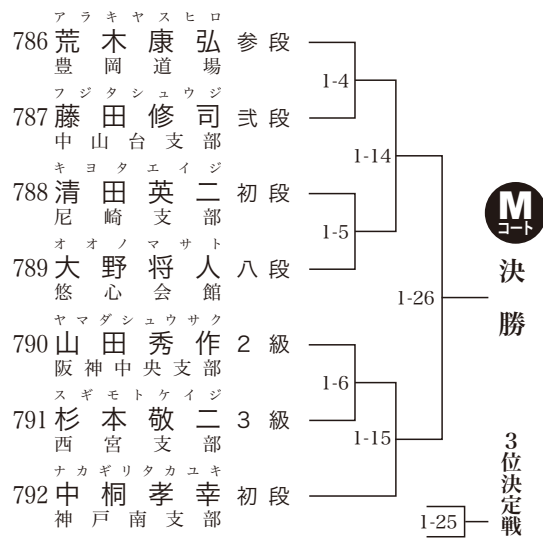 アラキヤスヒロ
786 荒木康弘 参段
豊岡道場
フジタシュウジ
787 藤田修司 弐段
中山台支部
キヨタエイジ
788 清田英二 初段
尼崎支部
オオノマサト
789 大野将人 八段
悠心会館
ヤマダシュウサク
790 山田秀作 2級
阪神中央支部
スギモトケイジ
791 杉本敬二 3級
西宮支部
ナカギリタカユキ
792 中桐孝幸 初段
神戸南支部
1-4
1-5
1-6
1-14
1-15
1-26
M
コート
決勝
3位決定戦
1-25